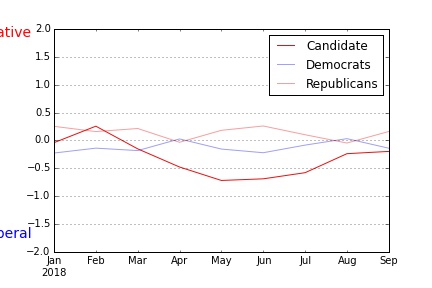 ative
2.0
Candidate
Democrats
Republicans
1.5
1.0
0.5
0.0
−0.5
−1.0
−1.5
peral
−2.0
Jan Feb Mar Apr May Jun Jul Aug Sep
2018